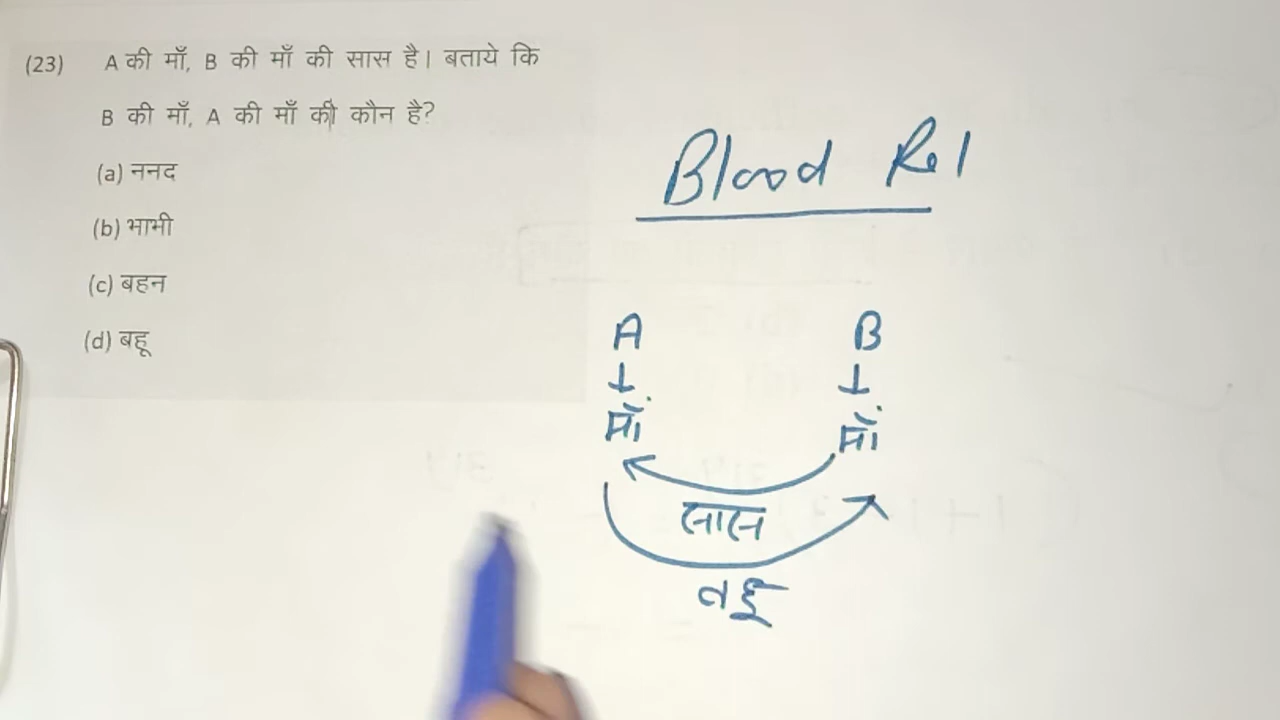 (23) A की माँ, B की माँ की सास है। बताये कि
B की माँ, A की माँ की कौन है?
(a) ननद
(b) भाभी
(c) बहन
(d) बहू
Blood Rel
A B
माँ माँ
सास
बहू